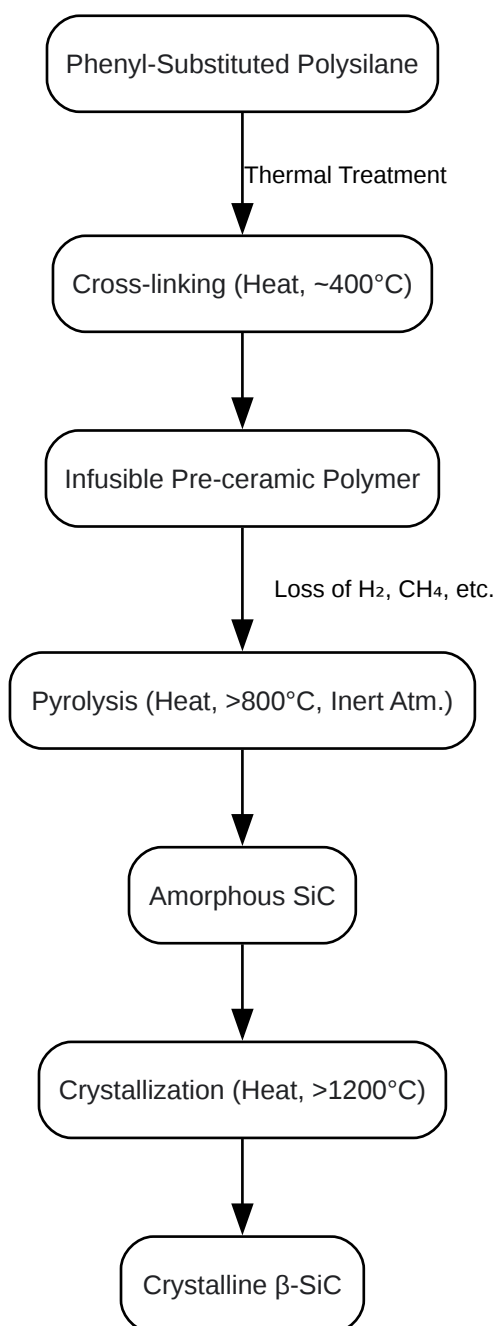 Phenyl-Substituted Polysilane
Thermal Treatment
Cross-linking (Heat, ~400°C)
Infusible Pre-ceramic Polymer
Loss of H₂, CH₄, etc.
Pyrolysis (Heat, >800°C, Inert Atm.)
Amorphous SiC
Crystallization (Heat, >1200°C)
Crystalline β-SiC